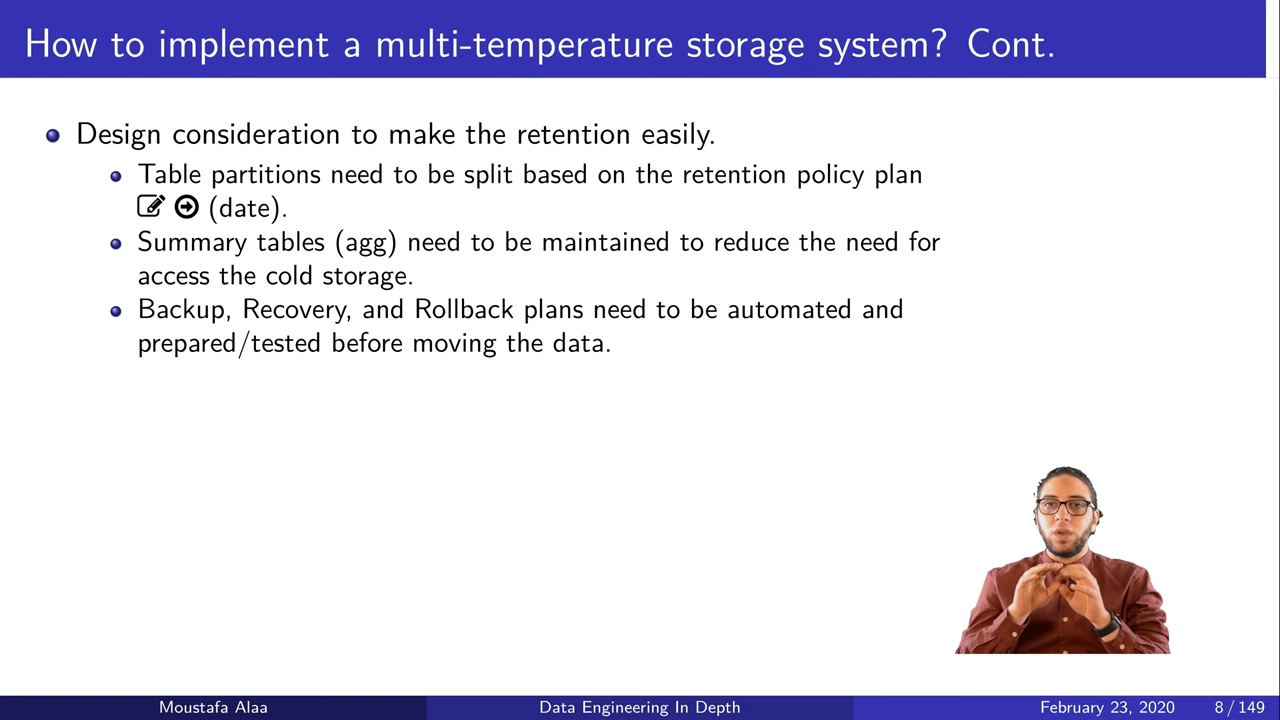 How to implement a multi-temperature storage system? Cont.
Design consideration to make the retention easily.
Table partitions need to be split based on the retention policy plan
(date).
Summary tables (agg) need to be maintained to reduce the need for
access the cold storage.
Backup, Recovery, and Rollback plans need to be automated and
prepared/tested before moving the data.
Moustafa Alaa
Data Engineering In Depth
February 23, 2020
8 / 149